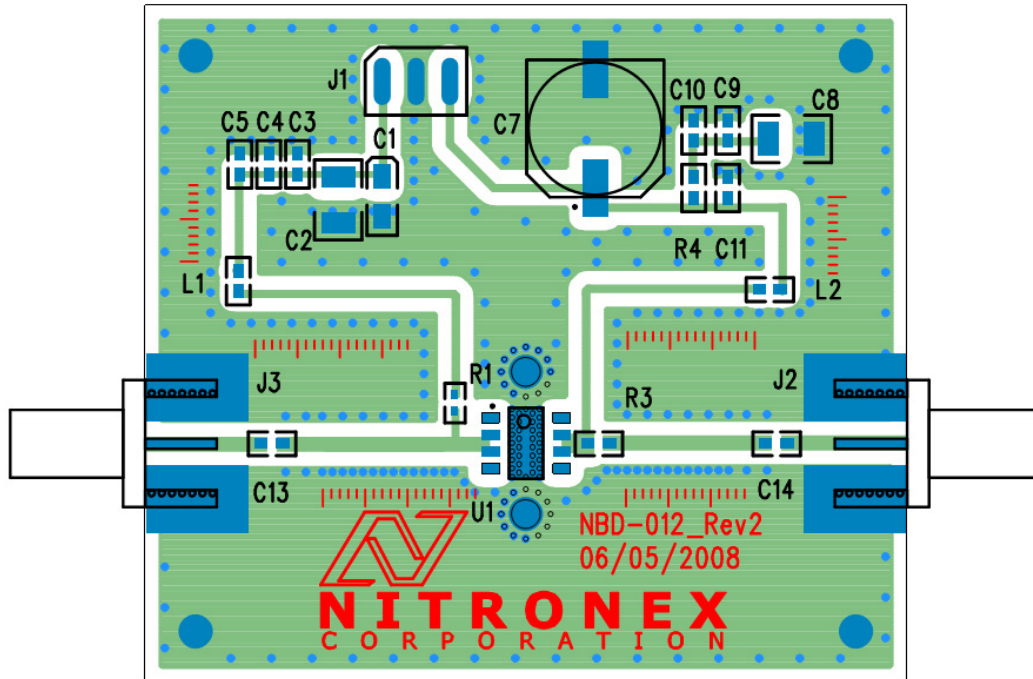 J1
C10 C9
C8
C7
C5 C4 C3
C1
C2
R4 C11
L1
L2
R1
J3
J2
R3
C13
C14
U1
NBD-012_Rev2
06/05/2008
NITRONEX
CORPORATION